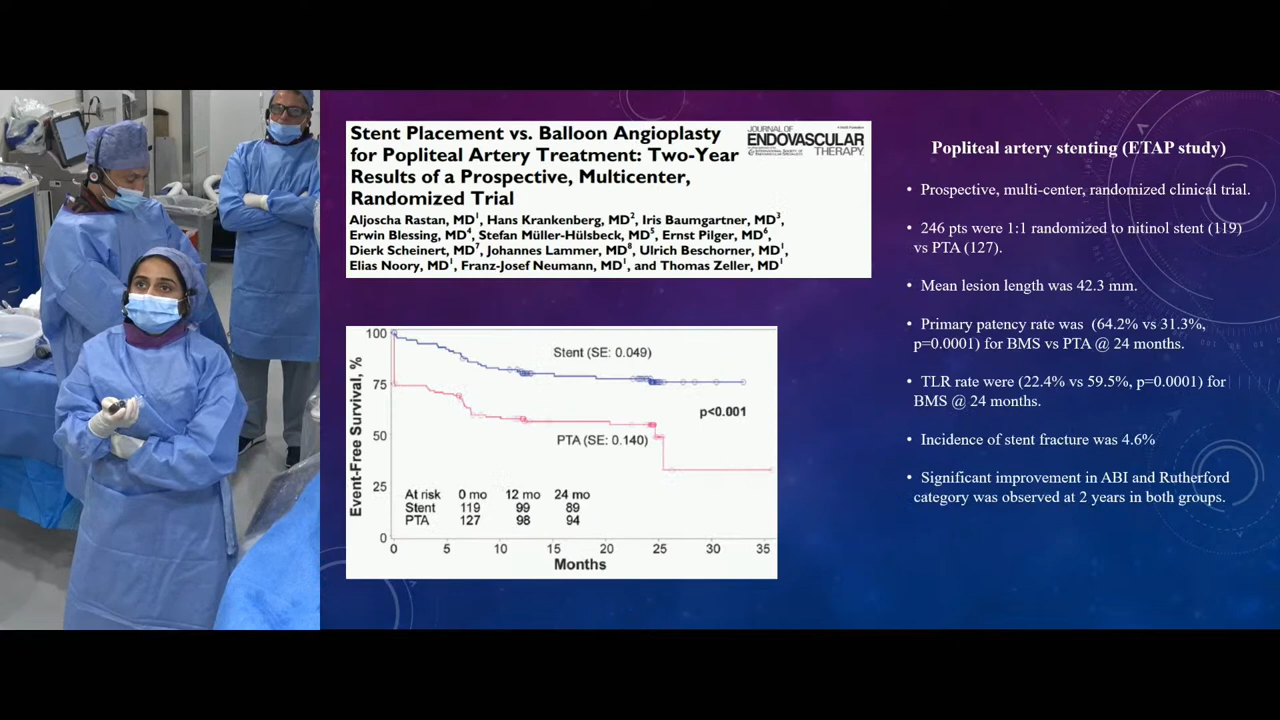 Stent Placement vs. Balloon Angioplasty
for Popliteal Artery Treatment: Two-Year
Results of a Prospective, Multicenter,
Randomized Trial
JOURNAL OF
ENDOVASCULAR
THERAPY
Aljoscha Rastan, MD1, Hans Krankenberg, MD2, Iris Baumgartner, MD3,
Erwin Blessing, MD4, Stefan Müller-Hülsbeck, MD5, Ernst Pilger, MD6,
Dierk Scheinert, MD7, Johannes Lammer, MD8, Ulrich Beschorner, MD1,
Elias Noory, MD1, Franz-Josef Neumann, MD1, and Thomas Zeller, MD1
Event-Free Survival, %
100
75
50
25
0
Stent (SE: 0.049)
p<0.001
PTA (SE: 0.140)
At risk 0 mo 12 mo 24 mo
Stent 119 99 89
PTA 127 98 94
0 5 10 15 20 25 30 35
Months
Popliteal artery stenting (ETAP study)
• Prospective, multi-center, randomized clinical trial.
• 246 pts were 1:1 randomized to nitinol stent (119)
vs PTA (127).
• Mean lesion length was 42.3 mm.
• Primary patency rate was (64.2% vs 31.3%,
p=0.0001) for BMS vs PTA @ 24 months.
• TLR rate were (22.4% vs 59.5%, p=0.0001) for
BMS @ 24 months.
• Incidence of stent fracture was 4.6%
• Significant improvement in ABI and Rutherford
category was observed at 2 years in both groups.